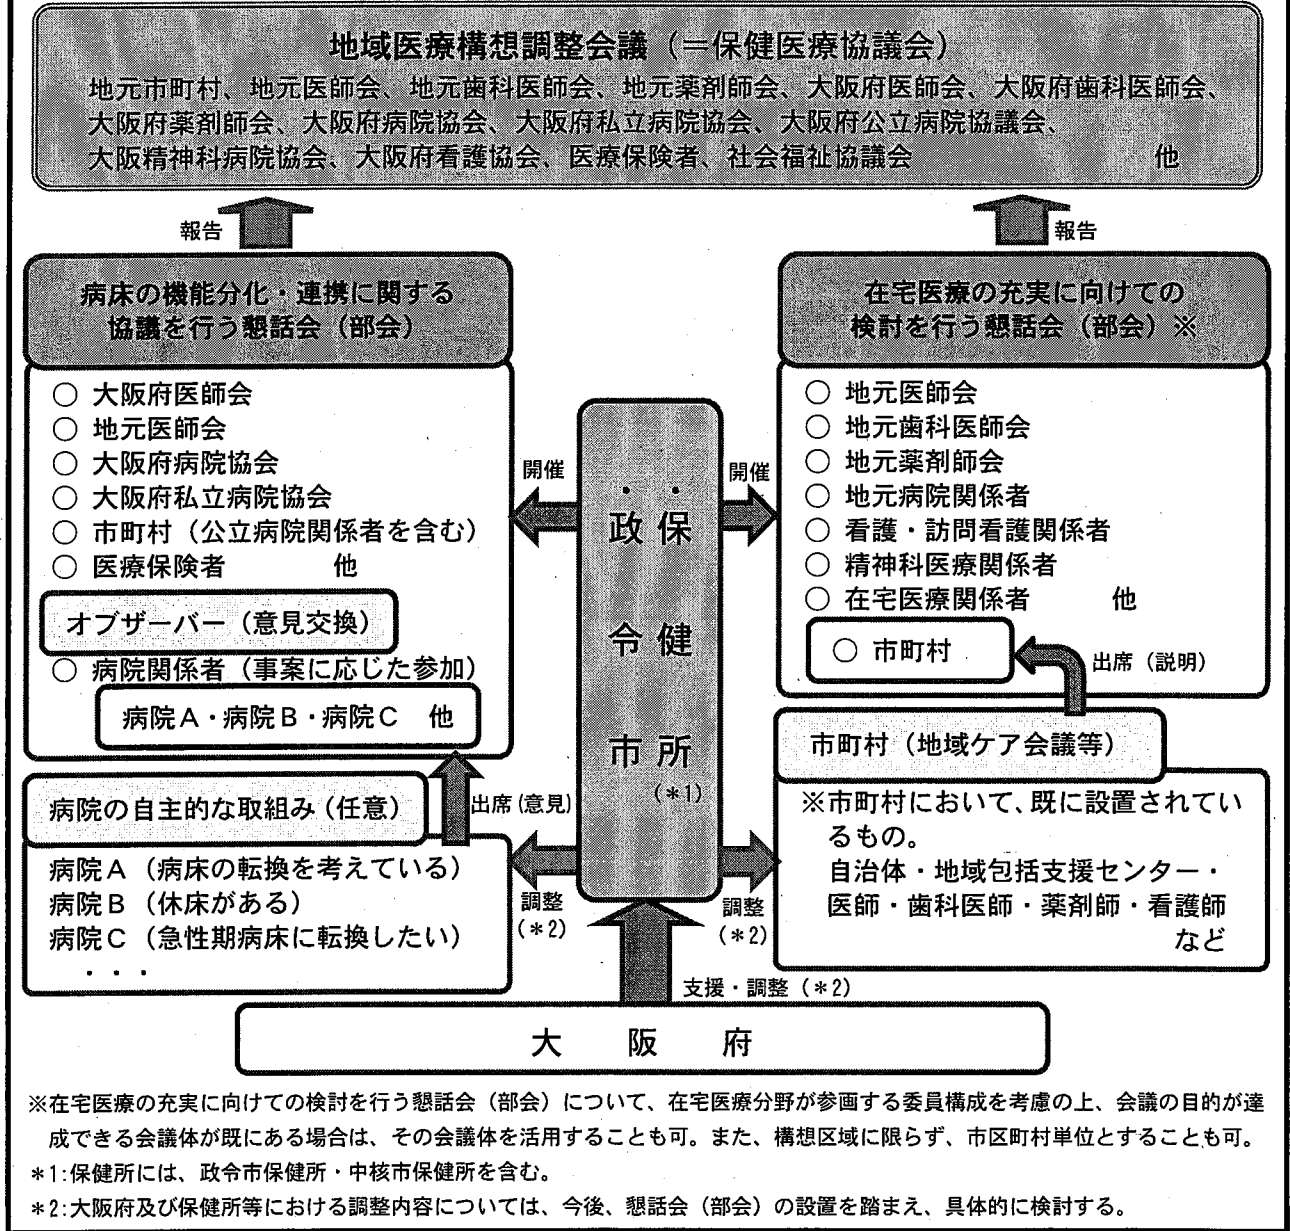 地域医療構想調整会議（＝保健医療協議会）
地元市町村、地元医師会、地元歯科医師会、地元薬剤師会、大阪府医師会、大阪府歯科医師会、
大阪府薬剤師会、大阪府病院協会、大阪府私立病院協会、大阪府公立病院協議会、
大阪精神科病院協会、大阪府看護協会、医療保険者、社会福祉協議会　他
報告
報告
病床の機能分化・連携に関する
協議を行う懇話会（部会）
○ 大阪府医師会
○ 地元医師会
○ 大阪府病院協会
○ 大阪府私立病院協会
○ 市町村（公立病院関係者を含む）
○ 医療保険者　他
オブザーバー（意見交換）
○ 病院関係者（事案に応じた参加）
病院Ａ・病院Ｂ・病院Ｃ　他
出席（意見）
病院の自主的な取組み（任意）
病院Ａ（病床の転換を考えている）
病院Ｂ（休床がある）
病院Ｃ（急性期病床に転換したい）
・・・
開催
開催
保健所
・政令市
(＊1)
調整
(＊2)
調整
(＊2)
在宅医療の充実に向けての
検討を行う懇話会（部会）※
○ 地元医師会
○ 地元歯科医師会
○ 地元薬剤師会
○ 地元病院関係者
○ 看護・訪問看護関係者
○ 精神科医療関係者
○ 在宅医療関係者　他
○ 市町村
出席（説明）
市町村（地域ケア会議等）
※市町村において、既に設置されてい
るもの。
自治体・地域包括支援センター・
医師・歯科医師・薬剤師・看護師
など
支援・調整（＊2）
大　阪　府
※在宅医療の充実に向けての検討を行う懇話会（部会）について、在宅医療分野が参画する委員構成を考慮の上、会議の目的が達
成できる会議体が既にある場合は、その会議体を活用することも可。また、構想区域に限らず、市区町村単位とすることも可。
＊1:保健所には、政令市保健所・中核市保健所を含む。
＊2:大阪府及び保健所等における調整内容については、今後、懇話会（部会）の設置を踏まえ、具体的に検討する。